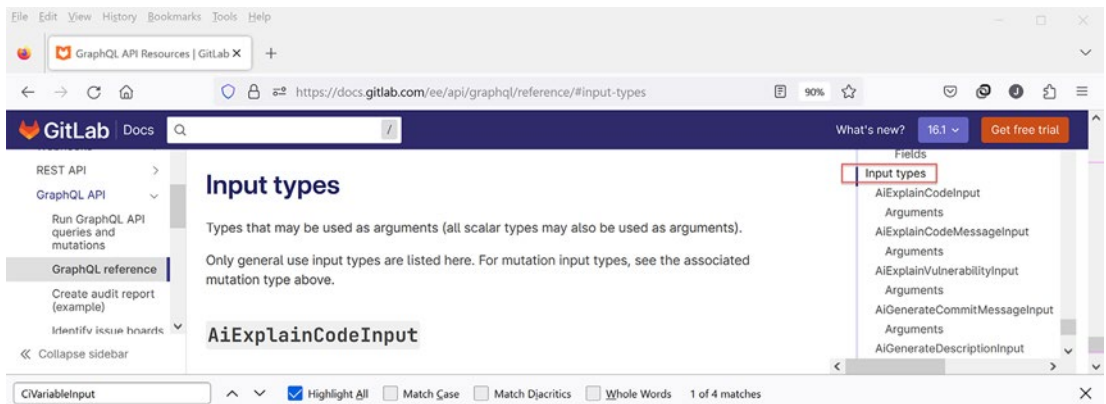 File Edit View History Bookmarks Tools Help
GraphQL API Resources | GitLab X +
https://docs.gitlab.com/ee/api/graphql/reference/#input-types 90%
GitLab Docs / What's new? 16.1 Get free trial
REST API
GraphQL API
Run GraphQL API
queries and
mutations
GraphQL reference
Create audit report
(example)
Identify issue boards
Collapse sidebar
Input types
Types that may be used as arguments (all scalar types may also be used as arguments).
Only general use input types are listed here. For mutation input types, see the associated
mutation type above.
AiExplainCodeInput
Fields
Input types
AiExplainCodeInput
Arguments
AiExplainCodeMessageInput
Arguments
AiExplainVulnerabilityInput
Arguments
AiGenerateCommitMessageInput
Arguments
AiGenerateDescriptionInput
CiVariableInput Highlight All Match Case Match Diacritics Whole Words 1 of 4 matches